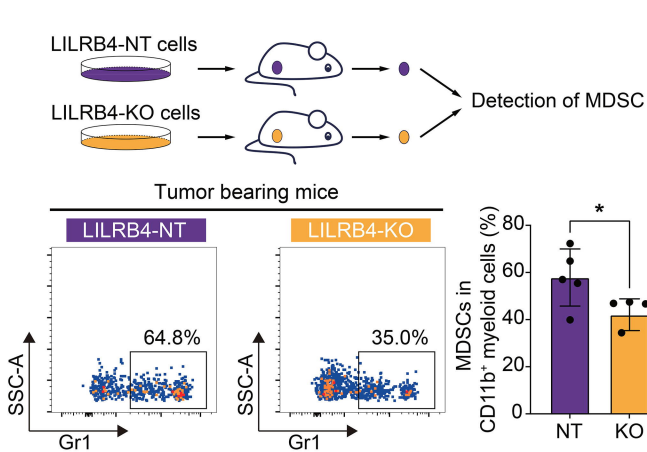 LILRB4-NT cells
LILRB4-KO cells
Detection of MDSC
Tumor bearing mice
LILRB4-NT
LILRB4-KO
64.8%
35.0%
SSC-A
Gr1
SSC-A
Gr1
MDSCs in
CD11b⁺ myeloid cells (%)
80
60
40
20
0
*
NT
KO